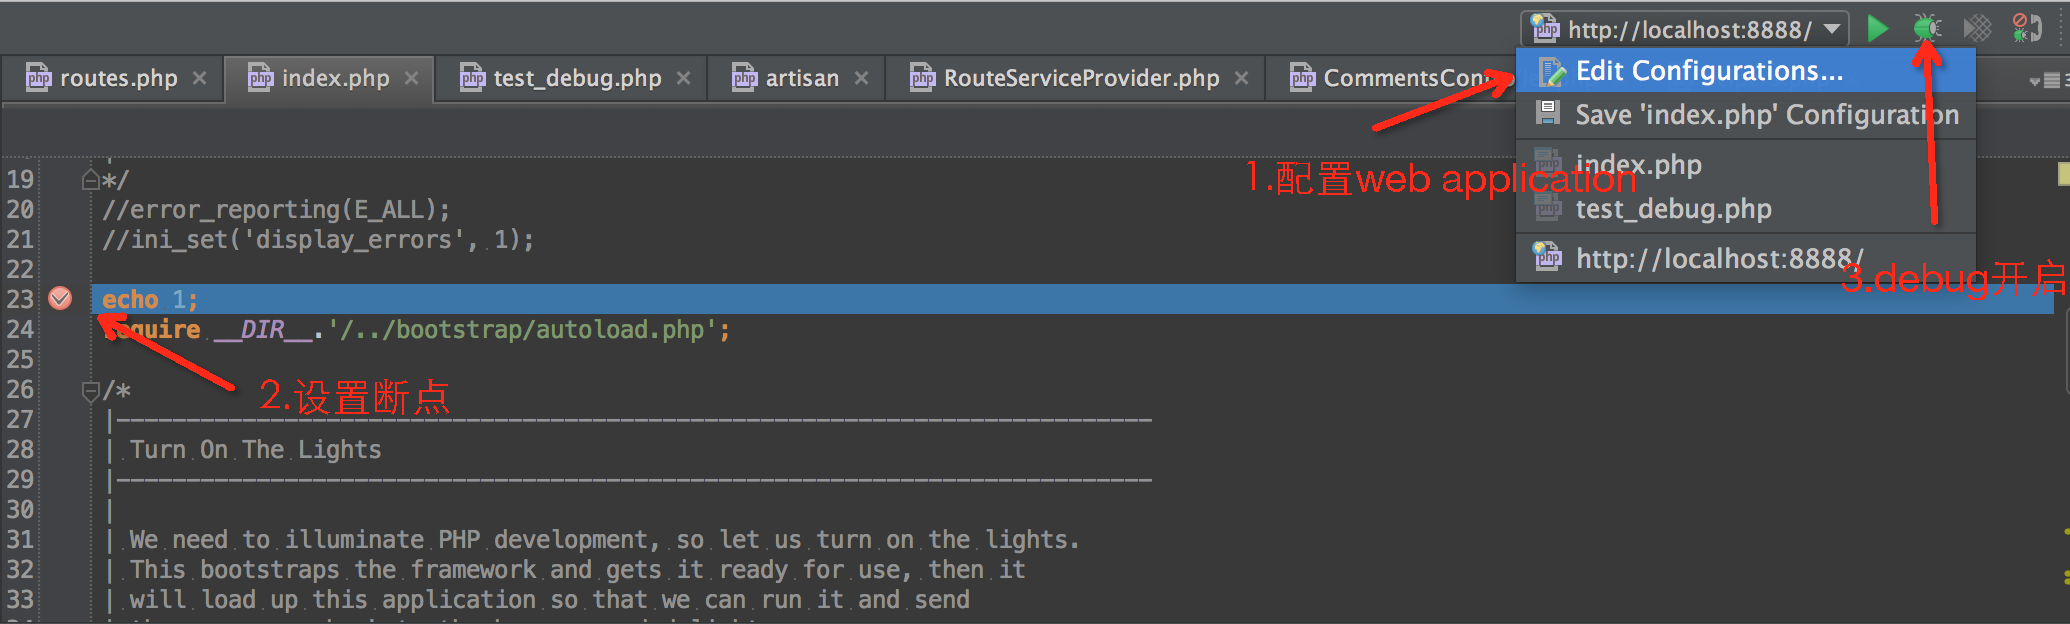 http://localhost:8888/
routes.php
index.php
test_debug.php
artisan
RouteServiceProvider.php
CommentsCon
Edit Configurations...
Save 'index.php' Configuration
index.php
test_debug.php
http://localhost:8888/
1.配置web application
3.debug开启
2.设置断点
19 */
20 //error_reporting(E_ALL);
21 //ini_set('display_errors', 1);
22
23 echo 1;
24 require __DIR__.'/../bootstrap/autoload.php';
25
26 /*
27 |--------------------------------------------------------------------------
28 | Turn On The Lights
29 |--------------------------------------------------------------------------
30 |
31 | We need to illuminate PHP development, so let us turn on the lights.
32 | This bootstraps the framework and gets it ready for use, then it
33 | will load up this application so that we can run it and send